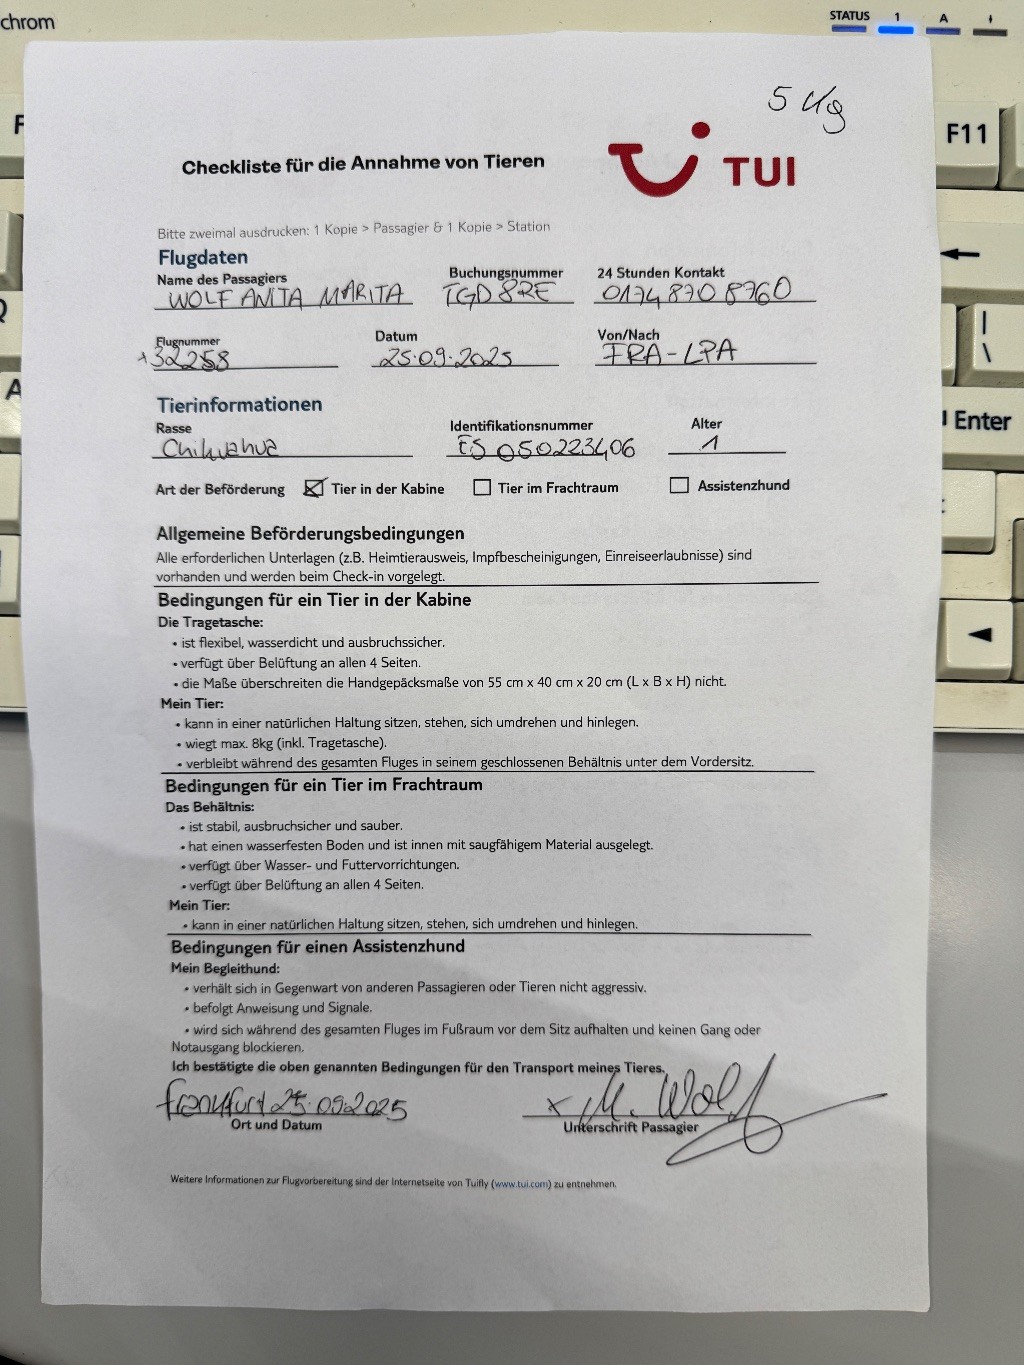 chrom
STATUS 1 A
5 Kg
F11
Checkliste für die Annahme von Tieren
TUI
Bitte zweimal ausdrucken: 1 Kopie > Passagier & 1 Kopie > Station
Flugdaten
Name des Passagiers Buchungsnummer 24 Stunden Kontakt
WOLF ANITA MARITA TGD8RE 0174 870 8760
Flugnummer Datum Von/Nach
X32258 25.09.2025 FRA-LPA
Tierinformationen
Rasse Identifikationsnummer Alter
Chihuahua ES 050223406 1
Enter
Art der Beförderung Tier in der Kabine Tier im Frachtraum Assistenzhund
Allgemeine Beförderungsbedingungen
Alle erforderlichen Unterlagen (z.B. Heimtierausweis, Impfbescheinigungen, Einreiseerlaubnisse) sind
vorhanden und werden beim Check-in vorgelegt.
Bedingungen für ein Tier in der Kabine
Die Tragetasche:
• ist flexibel, wasserdicht und ausbruchssicher.
• verfügt über Belüftung an allen 4 Seiten.
• die Maße überschreiten die Handgepäcksmaße von 55 cm x 40 cm x 20 cm (L x B x H) nicht.
Mein Tier:
• kann in einer natürlichen Haltung sitzen, stehen, sich umdrehen und hinlegen.
• wiegt max. 8kg (inkl. Tragetasche).
• verbleibt während des gesamten Fluges in seinem geschlossenen Behältnis unter dem Vordersitz.
Bedingungen für ein Tier im Frachtraum
Das Behältnis:
• ist stabil, ausbruchsicher und sauber.
• hat einen wasserfesten Boden und ist innen mit saugfähigem Material ausgelegt.
• verfügt über Wasser- und Futtervorrichtungen.
• verfügt über Belüftung an allen 4 Seiten.
Mein Tier:
• kann in einer natürlichen Haltung sitzen, stehen, sich umdrehen und hinlegen.
Bedingungen für einen Assistenzhund
Mein Begleithund:
• verhält sich in Gegenwart von anderen Passagieren oder Tieren nicht aggressiv.
• befolgt Anweisung und Signale.
• wird sich während des gesamten Fluges im Fußraum vor dem Sitz aufhalten und keinen Gang oder
Notausgang blockieren.
Ich bestätigte die oben genannten Bedingungen für den Transport meines Tieres.
Frankfurt 25.09.2025 x M. Wolf
Ort und Datum Unterschrift Passagier
Weitere Informationen zur Flugvorbereitung sind der Internetseite von Tuifly (www.tui.com) zu entnehmen.